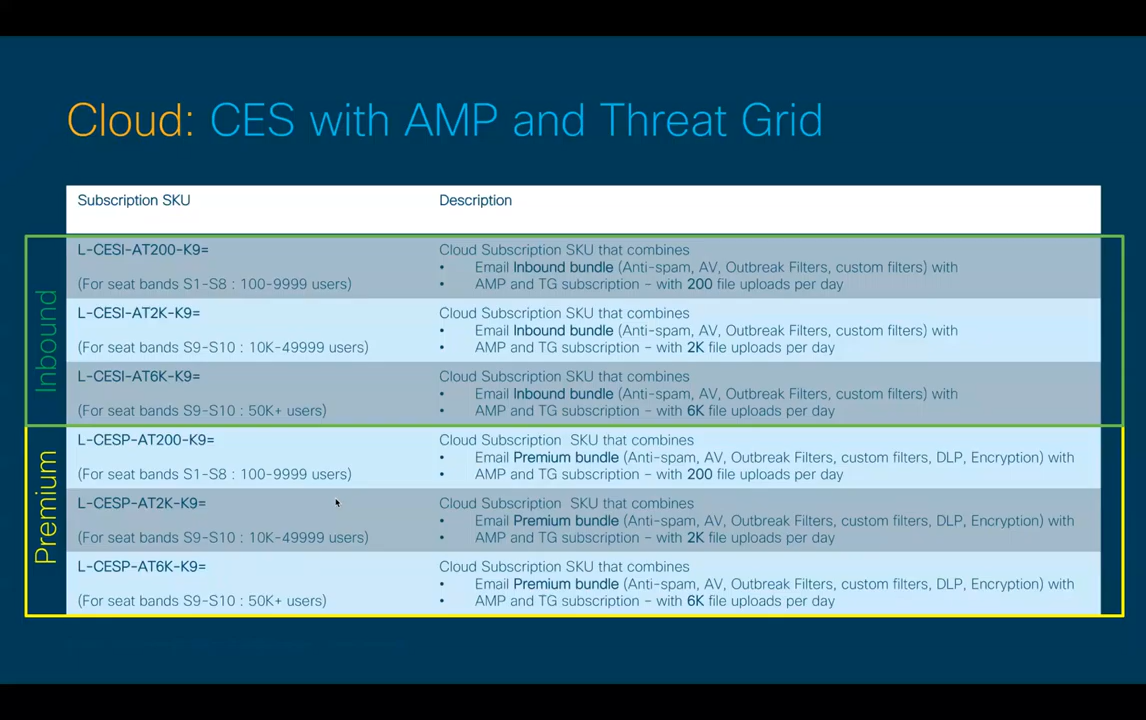 Cloud: CES with AMP and Threat Grid
Subscription SKU
Description
Inbound
L-CESI-AT200-K9=
(For seat bands S1-S8 : 100-9999 users)
Cloud Subscription SKU that combines
• Email Inbound bundle (Anti-spam, AV, Outbreak Filters, custom filters) with
• AMP and TG subscription – with 200 file uploads per day
L-CESI-AT2K-K9=
(For seat bands S9-S10 : 10K-49999 users)
Cloud Subscription SKU that combines
• Email Inbound bundle (Anti-spam, AV, Outbreak Filters, custom filters) with
• AMP and TG subscription – with 2K file uploads per day
L-CESI-AT6K-K9=
(For seat bands S9-S10 : 50K+ users)
Cloud Subscription SKU that combines
• Email Inbound bundle (Anti-spam, AV, Outbreak Filters, custom filters) with
• AMP and TG subscription – with 6K file uploads per day
Premium
L-CESP-AT200-K9=
(For seat bands S1-S8 : 100-9999 users)
Cloud Subscription SKU that combines
• Email Premium bundle (Anti-spam, AV, Outbreak Filters, custom filters, DLP, Encryption) with
• AMP and TG subscription – with 200 file uploads per day
L-CESP-AT2K-K9=
(For seat bands S9-S10 : 10K-49999 users)
Cloud Subscription SKU that combines
• Email Premium bundle (Anti-spam, AV, Outbreak Filters, custom filters, DLP, Encryption) with
• AMP and TG subscription – with 2K file uploads per day
L-CESP-AT6K-K9=
(For seat bands S9-S10 : 50K+ users)
Cloud Subscription SKU that combines
• Email Premium bundle (Anti-spam, AV, Outbreak Filters, custom filters, DLP, Encryption) with
• AMP and TG subscription – with 6K file uploads per day